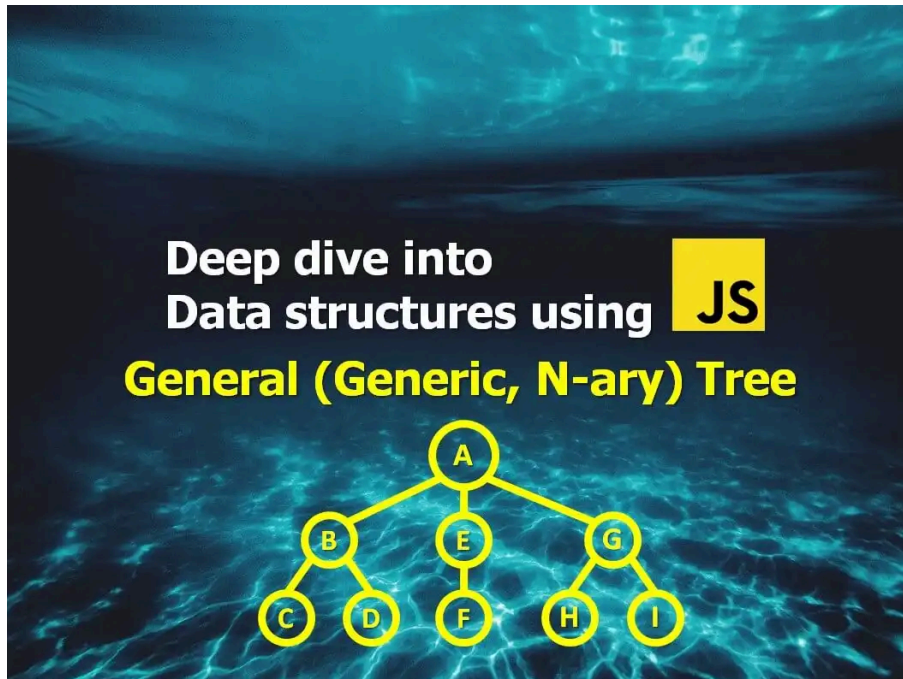 Deep dive into
Data structures using JS
General (Generic, N-ary) Tree
A
B E G
C D F H I